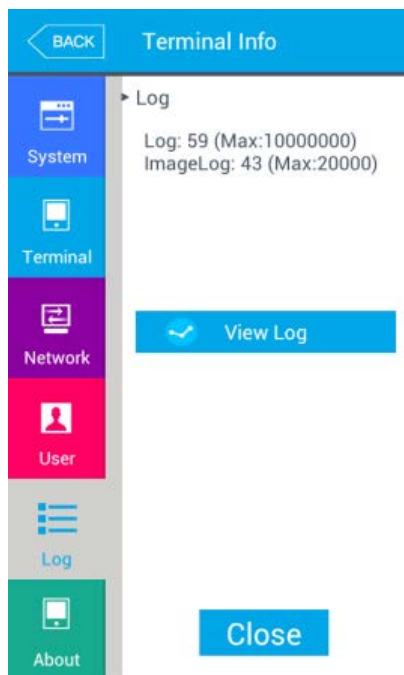 BACK
Terminal Info
System
Terminal
Network
User
Log
About
Log
Log: 59 (Max:10000000)
ImageLog: 43 (Max:20000)
View Log
Close